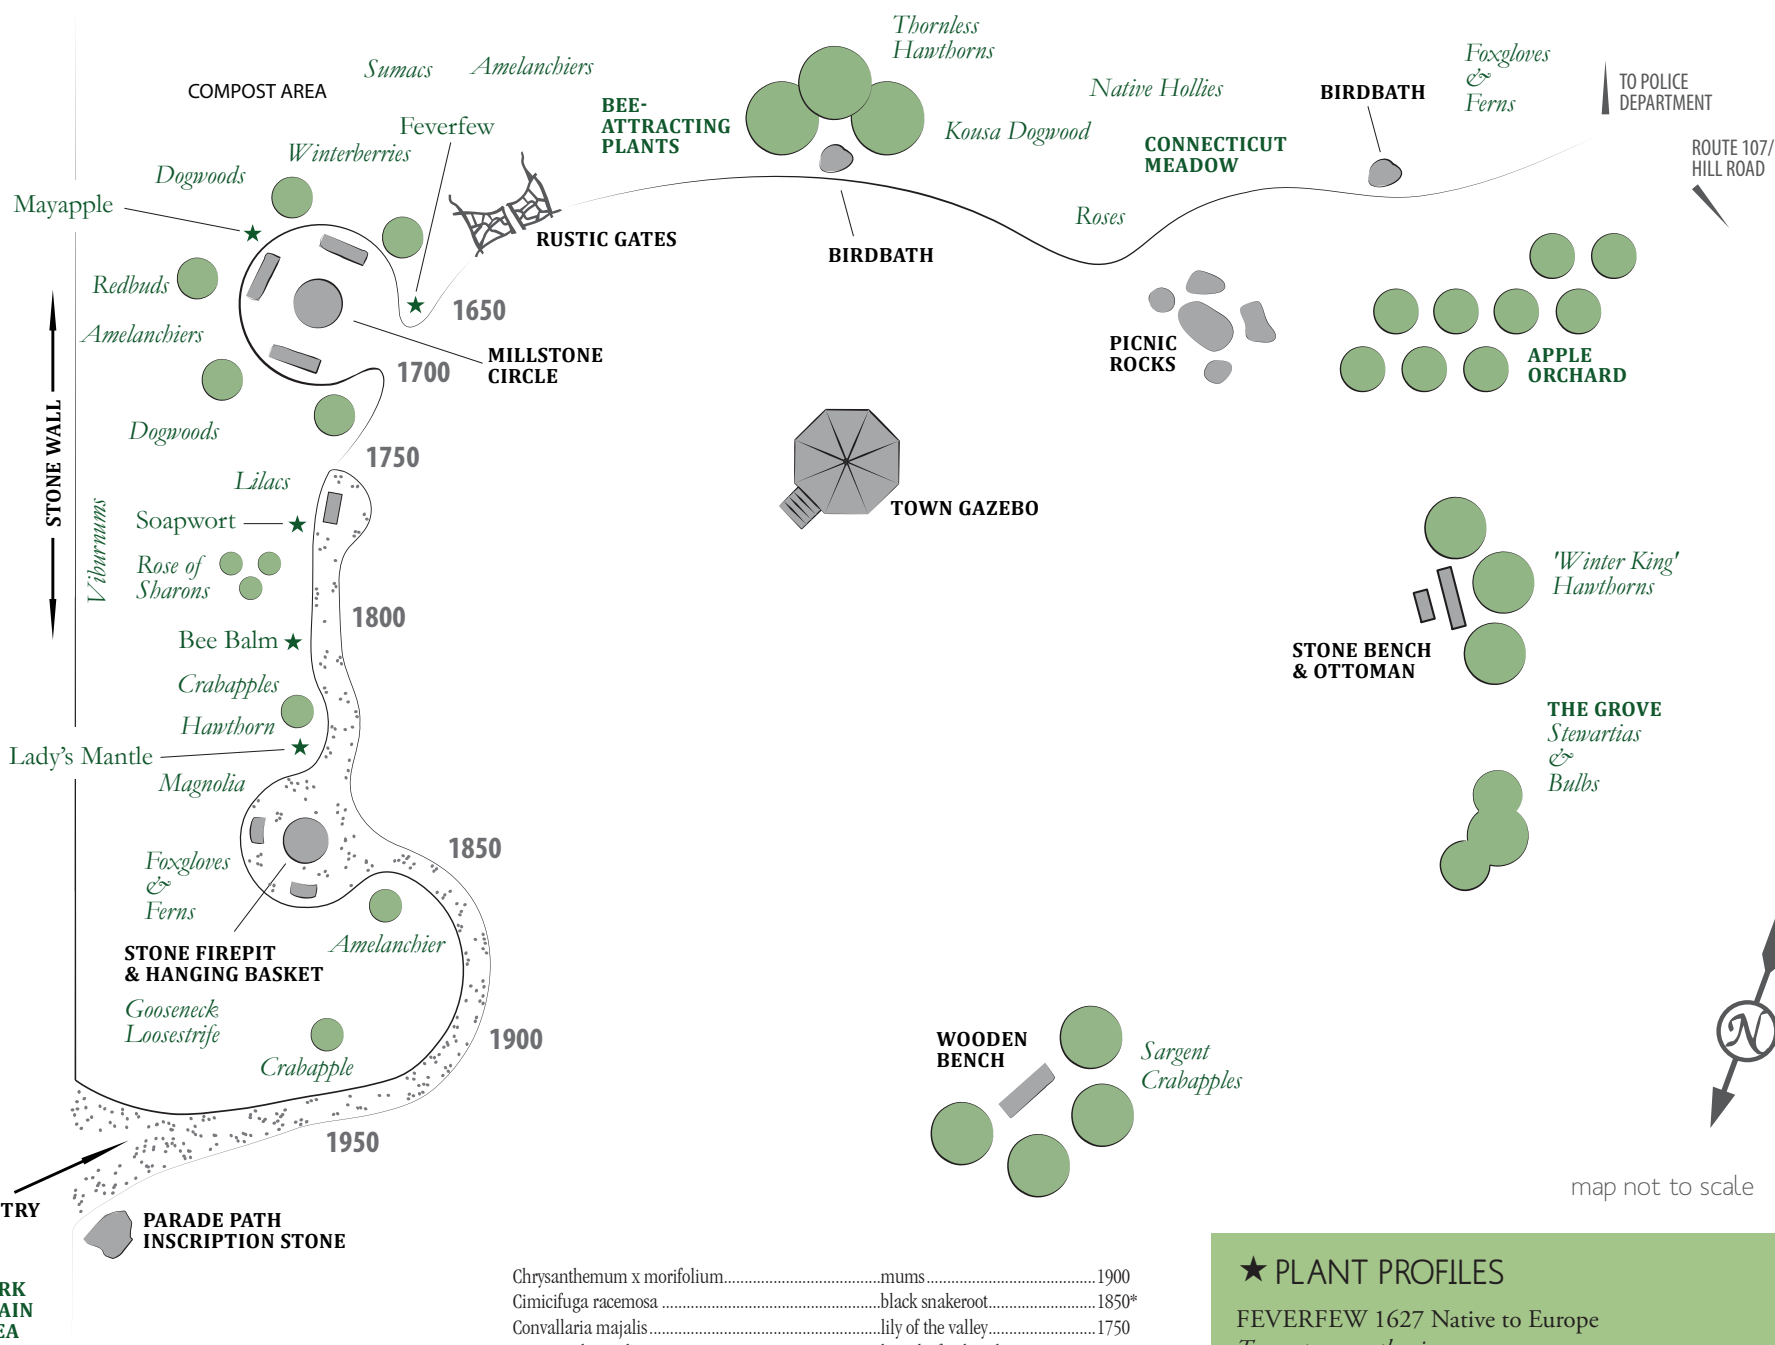 Thornless
Hawthorns
Sumacs
Amelanchiers
COMPOST AREA
Feverfew
BEE-
ATTRACTING
PLANTS
Native Hollies
Kousa Dogwood
CONNECTICUT
MEADOW
BIRDBATH
Foxgloves
&
Ferns
TO POLICE
DEPARTMENT
ROUTE 107/
HILL ROAD
Winterberries
Dogwoods
Mayapple
RUSTIC GATES
BIRDBATH
Roses
Redbuds
Amelanchiers
1650
MILLSTONE
CIRCLE
1700
PICNIC
ROCKS
APPLE
ORCHARD
STONE WALL
Dogwoods
1750
Lilacs
Soapwort
Viburnums
Rose of
Sharons
TOWN GAZEBO
'Winter King'
Hawthorns
1800
Bee Balm
STONE BENCH
& OTTOMAN
Crabapples
Hawthorn
Lady's Mantle
Magnolia
THE GROVE
Stewartias
&
Bulbs
1850
Foxgloves
&
Ferns
STONE FIREPIT
& HANGING BASKET
Amelanchier
Gooseneck
Loosestrife
Crabapple
1900
WOODEN
BENCH
Sargent
Crabapples
N
1950
TRY
PARADE PATH
INSCRIPTION STONE
map not to scale
RK
AIN
EA
Chrysanthemum x morifolium mums 1900
Cimicifuga racemosa black snakeroot 1850*
Convallaria majalis lily of the valley 1750
★ PLANT PROFILES
FEVERFEW 1627 Native to Europe